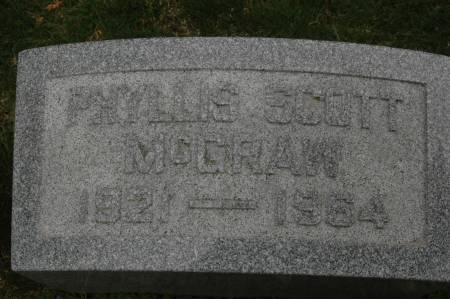 PHYLLIS SCOTT
McGRAW
1921 — 1964